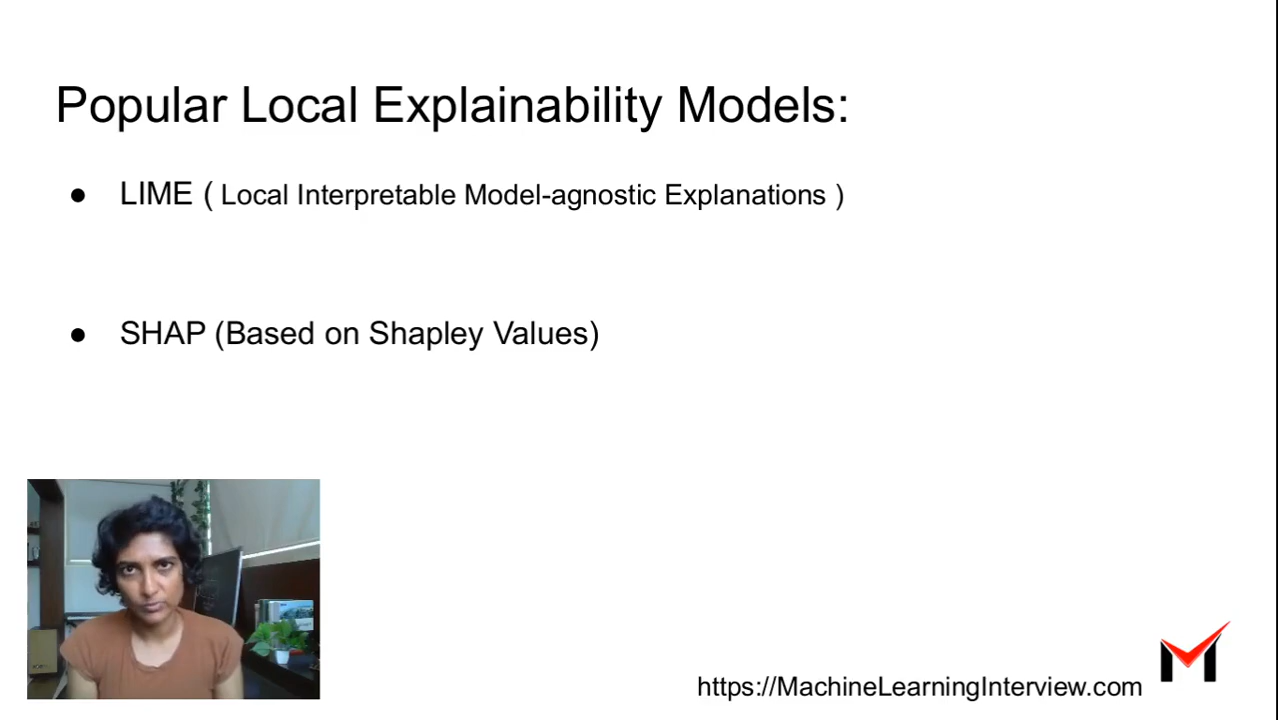 Popular Local Explainability Models:
● LIME ( Local Interpretable Model-agnostic Explanations )
● SHAP (Based on Shapley Values)
https://MachineLearningInterview.com